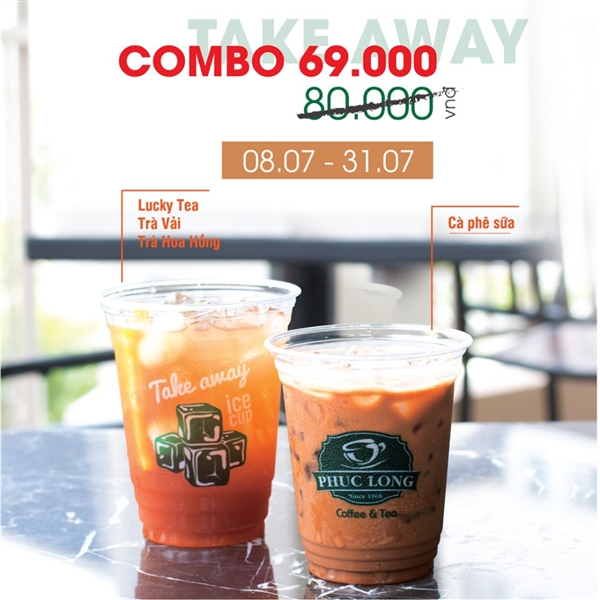 TAKE AWAY
COMBO 69.000
80.000 VNĐ
08.07 - 31.07
Lucky Tea
Trà Vải
Trà Hoa Hồng
Cà phê sữa
Take away
ice
cup
PHUC LONG
Since 1968
Coffee & Tea